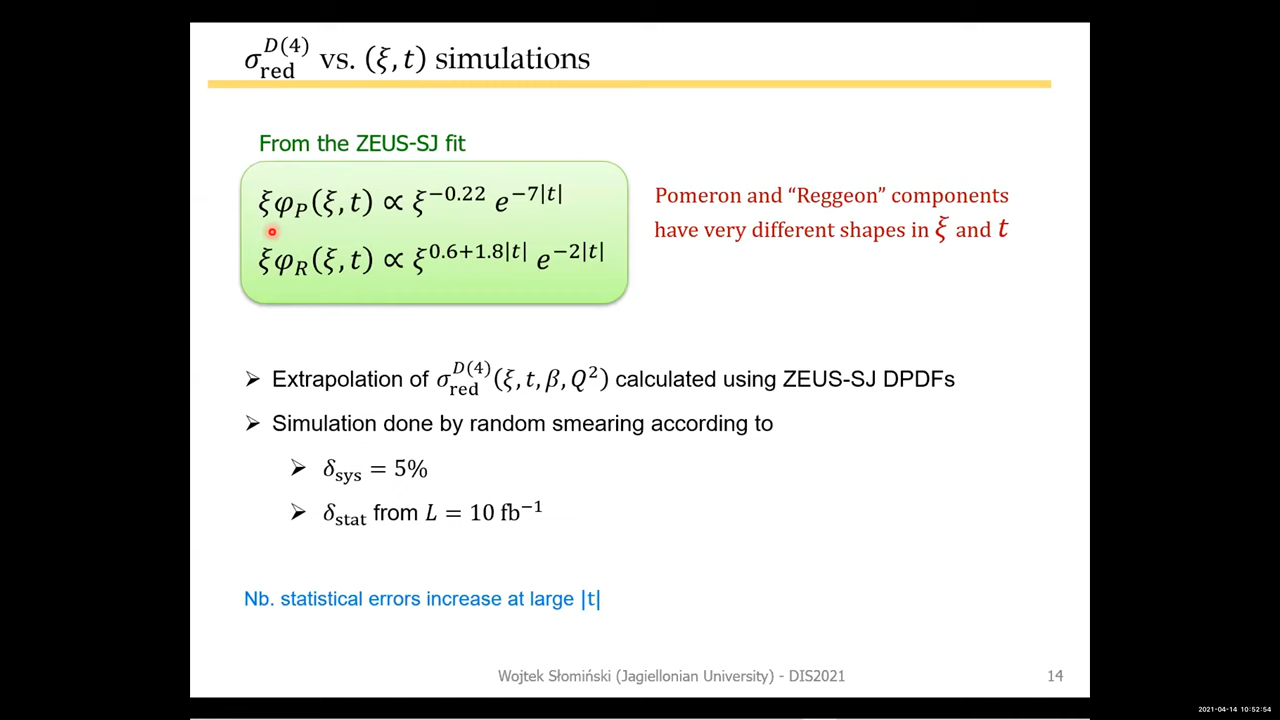 σ_red^D(4) vs. (ξ, t) simulations
From the ZEUS-SJ fit
ξφ_P(ξ, t) ∝ ξ^−0.22 e^−7|t|
ξφ_R(ξ, t) ∝ ξ^0.6+1.8|t| e^−2|t|
Pomeron and “Reggeon” components
have very different shapes in ξ and t
➢ Extrapolation of σ_red^D(4)(ξ, t, β, Q²) calculated using ZEUS-SJ DPDFs
➢ Simulation done by random smearing according to
➢ δ_sys = 5%
➢ δ_stat from L = 10 fb⁻¹
Nb. statistical errors increase at large |t|
Wojtek Słomiński (Jagiellonian University) - DIS2021
14
2021-04-14 10:52:54